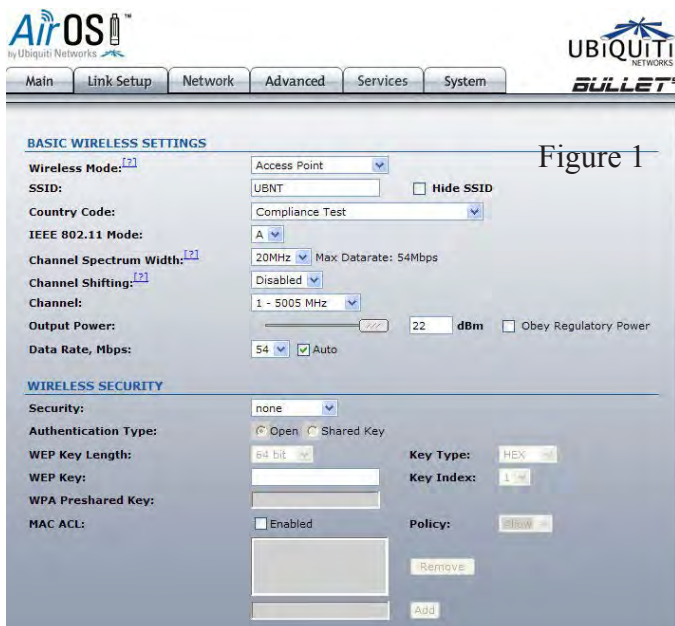 AirOS™
by Ubiquiti Networks
UBiQUiTi
NETWORKS
Main Link Setup Network Advanced Services System
BULLET
BASIC WIRELESS SETTINGS
Figure 1
Wireless Mode:[?] Access Point
SSID: UBNT Hide SSID
Country Code: Compliance Test
IEEE 802.11 Mode: A
Channel Spectrum Width:[?] 20MHz Max Datarate: 54Mbps
Channel Shifting:[?] Disabled
Channel: 1 - 5005 MHz
Output Power: 22 dBm Obey Regulatory Power
Data Rate, Mbps: 54 Auto
WIRELESS SECURITY
Security: none
Authentication Type: Open Shared Key
WEP Key Length: 64 bit Key Type: HEX
WEP Key: Key Index: 1
WPA Preshared Key:
MAC ACL: Enabled Policy: Allow
Remove
Add